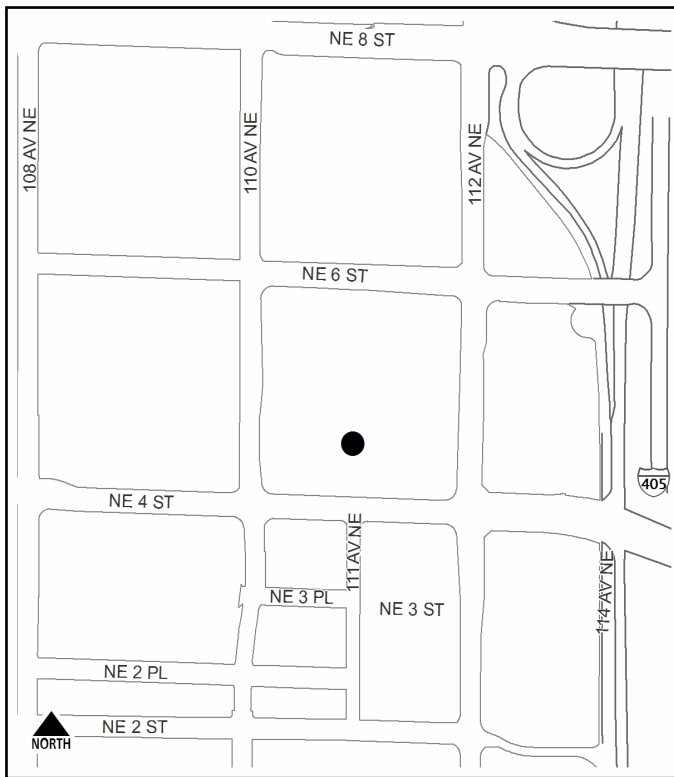 NE 8 ST
108 AV NE
110 AV NE
112 AV NE
NE 6 ST
405
NE 4 ST
111 AV NE
114 AV NE
NE 3 PL
NE 3 ST
NE 2 PL
NE 2 ST
NORTH